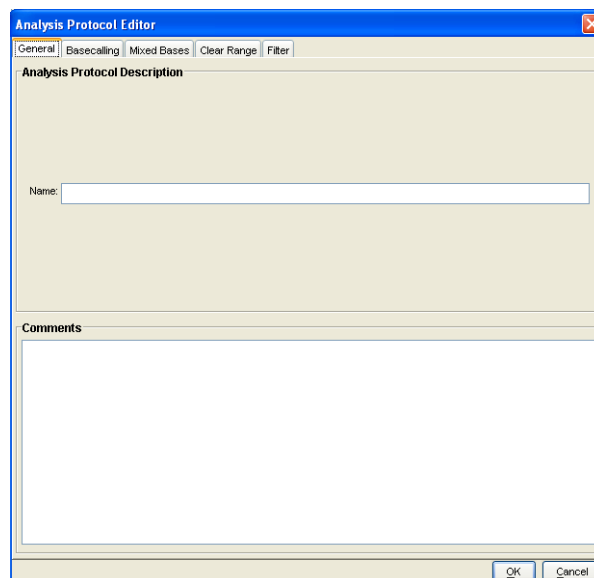 Analysis Protocol Editor
General Basecalling Mixed Bases Clear Range Filter
Analysis Protocol Description
Name:
Comments
OK Cancel